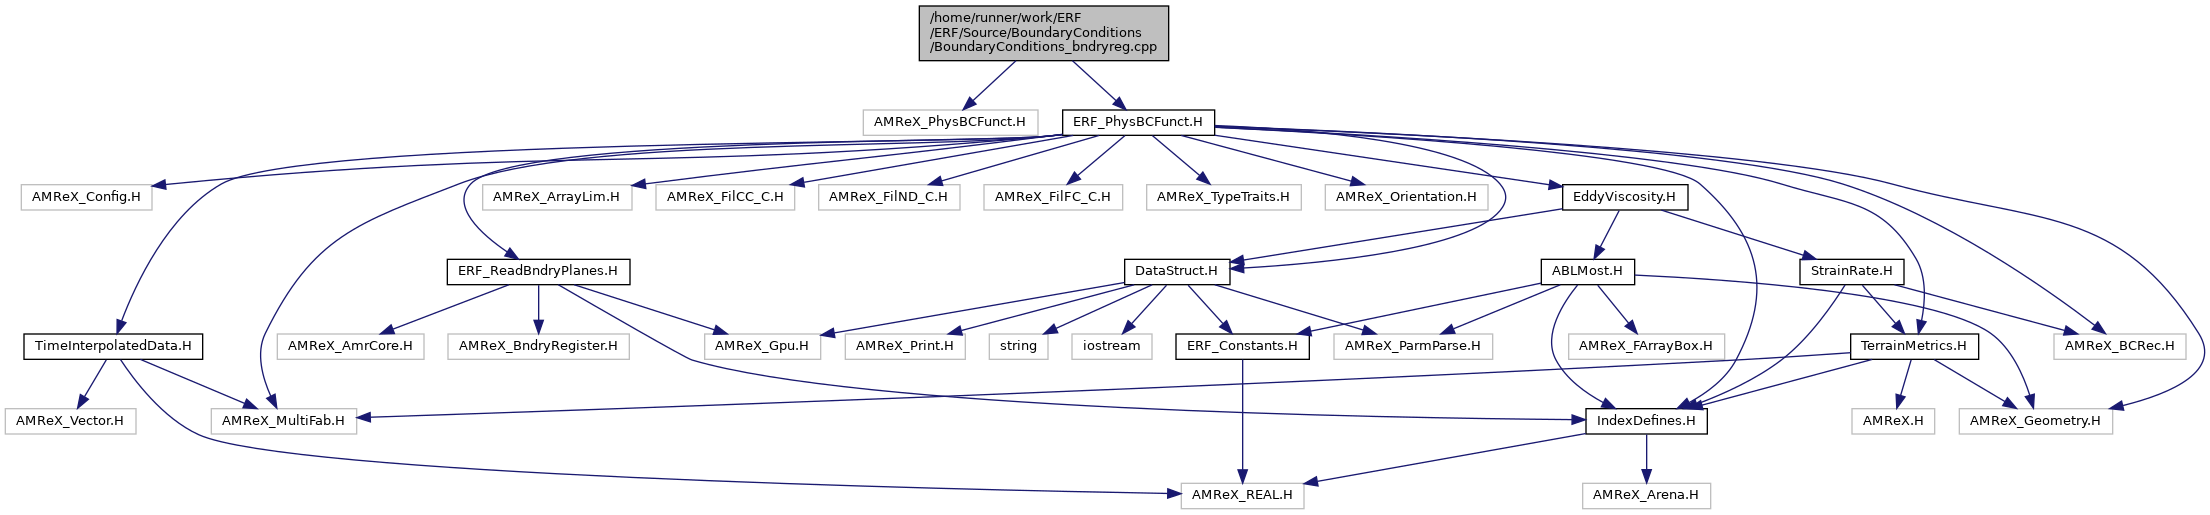 /home/runner/work/ERF
/ERF/Source/BoundaryConditions
/BoundaryConditions_bndryreg.cpp
AMReX_PhysBCFunct.H
ERF_PhysBCFunct.H
AMReX_Config.H
AMReX_ArrayLim.H
AMReX_FilCC_C.H
AMReX_FilND_C.H
AMReX_FilFC_C.H
AMReX_TypeTraits.H
AMReX_Orientation.H
EddyViscosity.H
ERF_ReadBndryPlanes.H
DataStruct.H
ABLMost.H
StrainRate.H
TimeInterpolatedData.H
AMReX_AmrCore.H
AMReX_BndryRegister.H
AMReX_Gpu.H
AMReX_Print.H
string
iostream
ERF_Constants.H
AMReX_ParmParse.H
AMReX_FArrayBox.H
TerrainMetrics.H
AMReX_BCRec.H
AMReX_Vector.H
AMReX_MultiFab.H
IndexDefines.H
AMReX.H
AMReX_Geometry.H
AMReX_REAL.H
AMReX_Arena.H